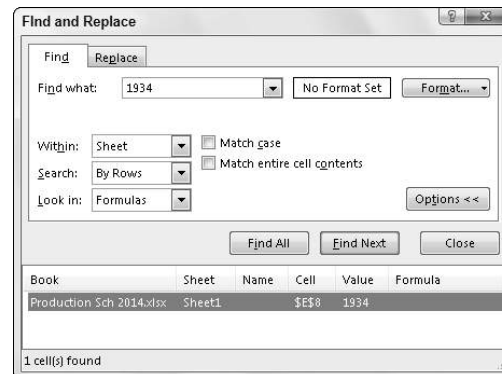 FInd and Replace
Find Replace
Find what: 1934 No Format Set Format...
Within: Sheet Match case
Match entire cell contents
Search: By Rows
Look in: Formulas Options <<
Find All Find Next Close
Book Sheet Name Cell Value Formula
Production Sch 2014.xlsx Sheet1 $E$8 1934
1 cell(s) found